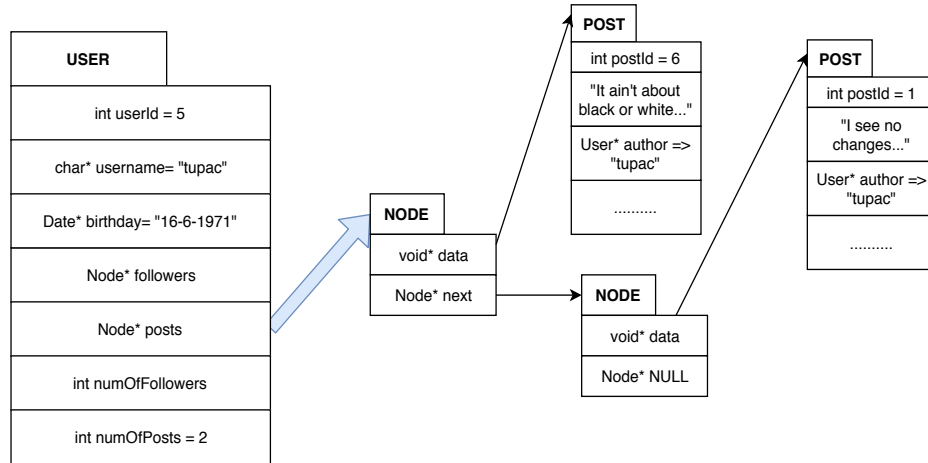 USER
int userId = 5
char* username= "tupac"
Date* birthday= "16-6-1971"
Node* followers
Node* posts
int numOfFollowers
int numOfPosts = 2
NODE
void* data
Node* next
POST
int postId = 6
"It ain't about
black or white..."
User* author =>
"tupac"
..........
NODE
void* data
Node* NULL
POST
int postId = 1
"I see no
changes..."
User* author =>
"tupac"
..........